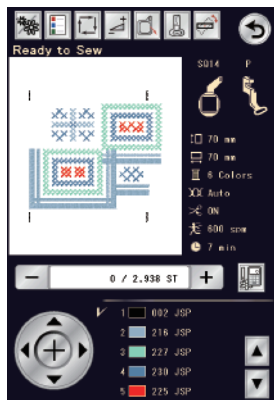 Ready to Sew
SQ14 P
70 mm
70 mm
6 Colors
Auto
ON
600 spm
7 min
− 0 / 2.938 ST +
1 002 JSP
2 216 JSP
3 227 JSP
4 230 JSP
5 225 JSP